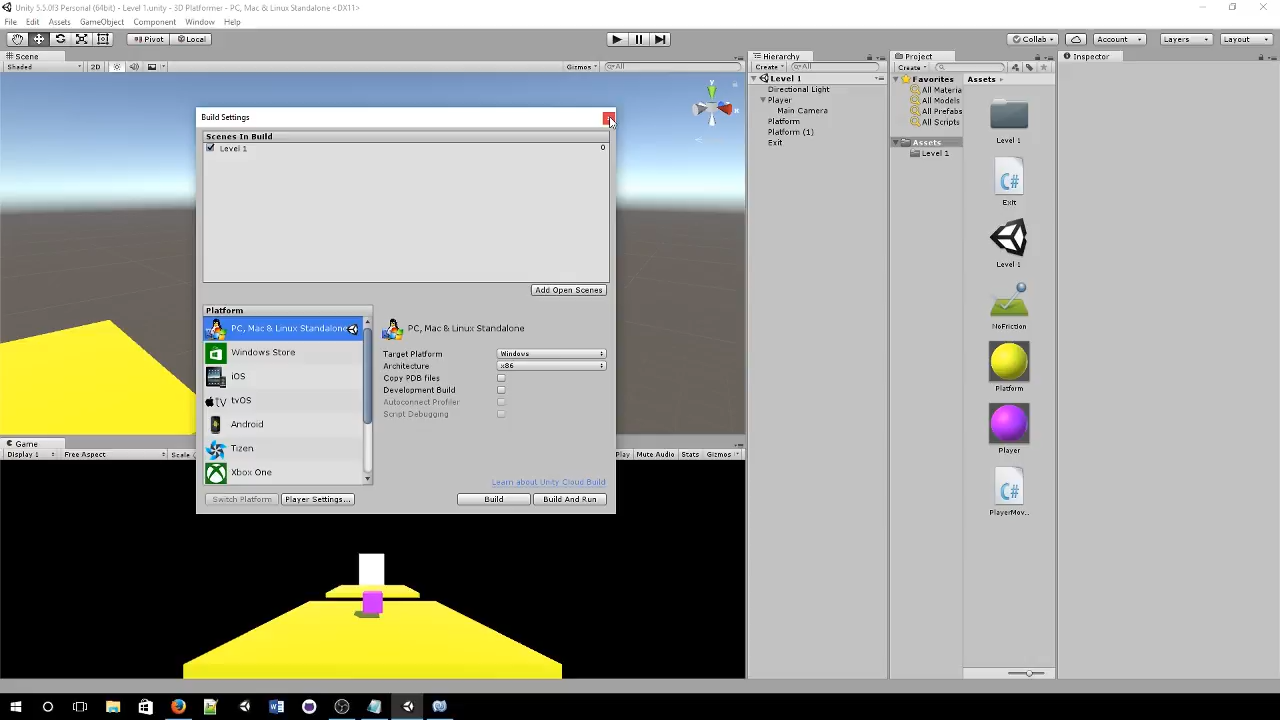 Unity 5.5.0f3 Personal (64bit) - Level 1.unity - 3D Platformer - PC, Mac & Linux Standalone <DX11>
File Edit Assets GameObject Component Window Help
Pivot Local Collab Account Layers Layout
Scene
Shaded 2D Gizmos All
Hierarchy
Create All
Level 1
Directional Light
Player
Main Camera
Platform
Platform (1)
Exit
Project
Create
Favorites
All Materia
All Models
All Prefabs
All Scripts
Assets
Level 1
Assets
Level 1
C#
Exit
Level 1
NoFriction
Platform
Player
C#
PlayerMov...
Inspector
Build Settings
Scenes In Build
Level 1 0
Add Open Scenes
Platform
PC, Mac & Linux Standalone
Windows Store
iOS
tv tvOS
Android
Tizen
Xbox One
PC, Mac & Linux Standalone
Target Platform Windows
Architecture x86
Copy PDB files
Development Build
Autoconnect Profiler
Script Debugging
Learn about Unity Cloud Build
Switch Platform Player Settings... Build Build And Run
Game
Display 1 Free Aspect Scale Play Mute Audio Stats Gizmos